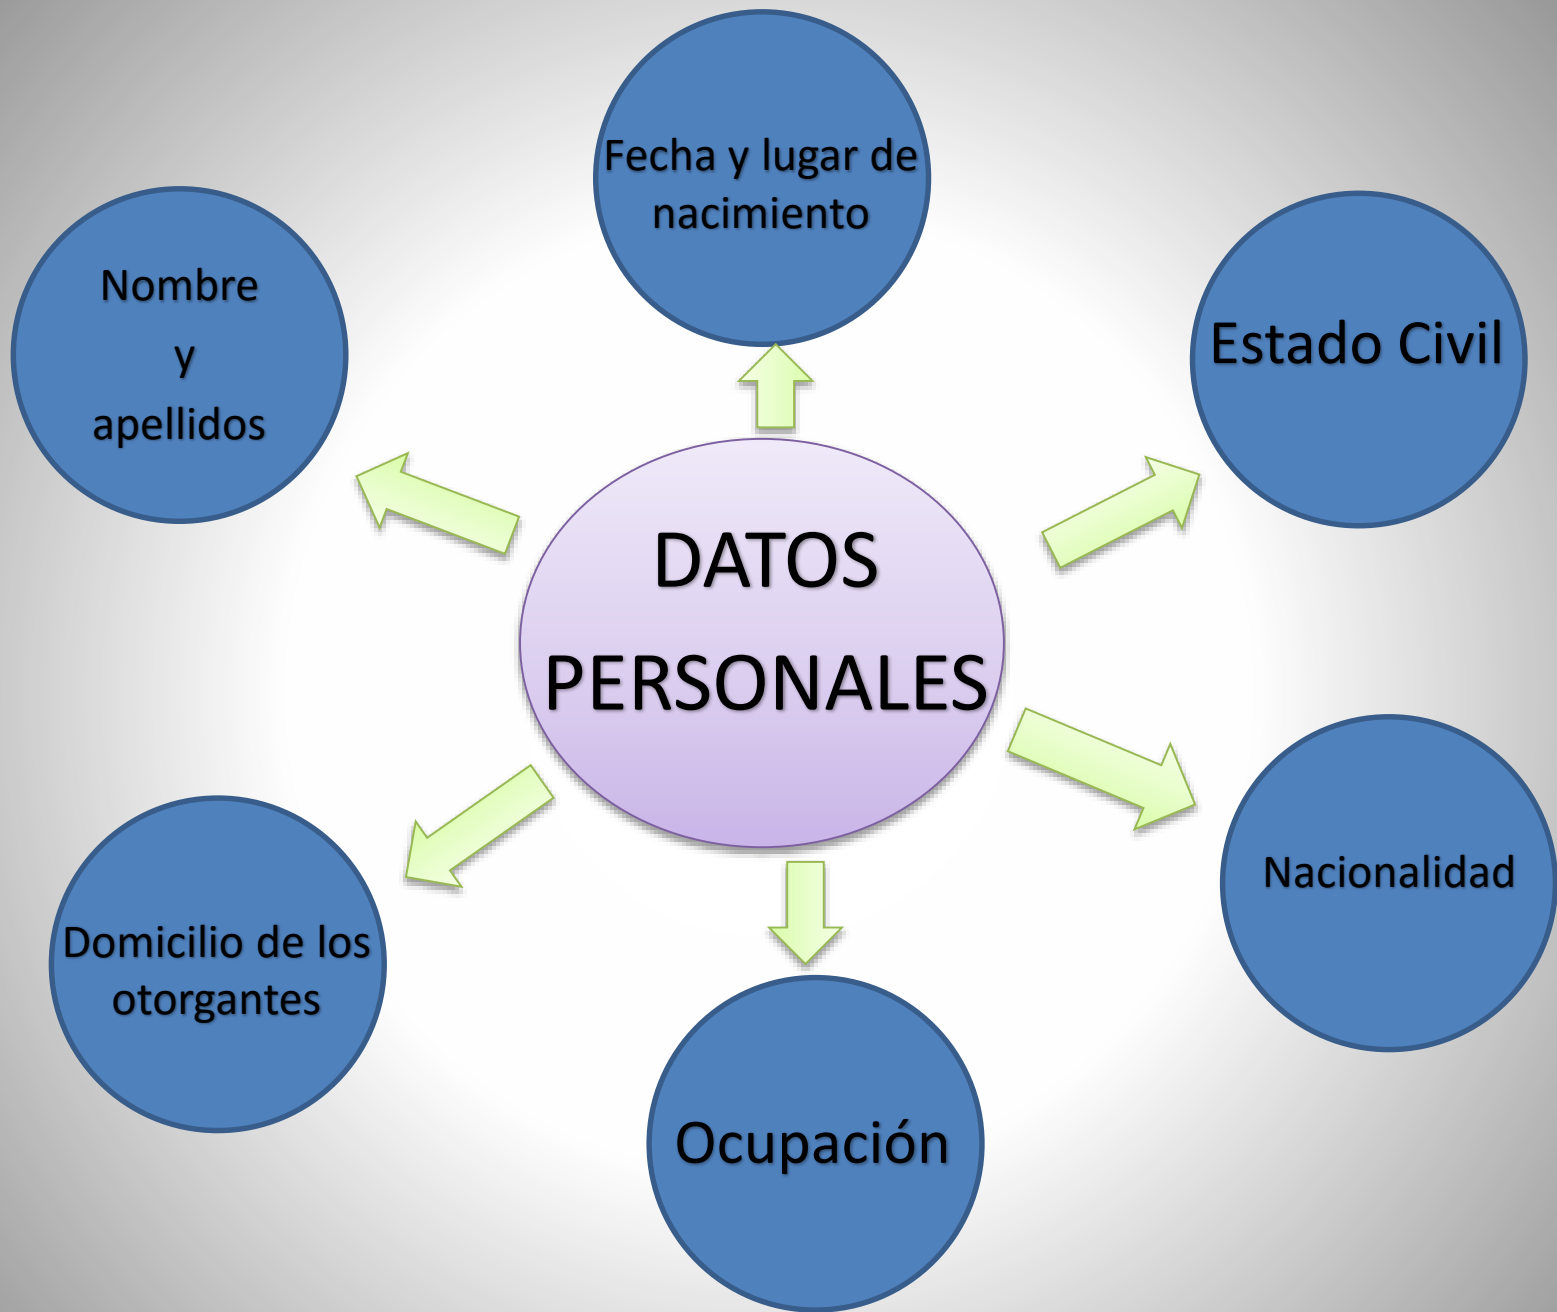 Fecha y lugar de
nacimiento
Nombre
y
apellidos
Estado Civil
DATOS
PERSONALES
Nacionalidad
Domicilio de los
otorgantes
Ocupación